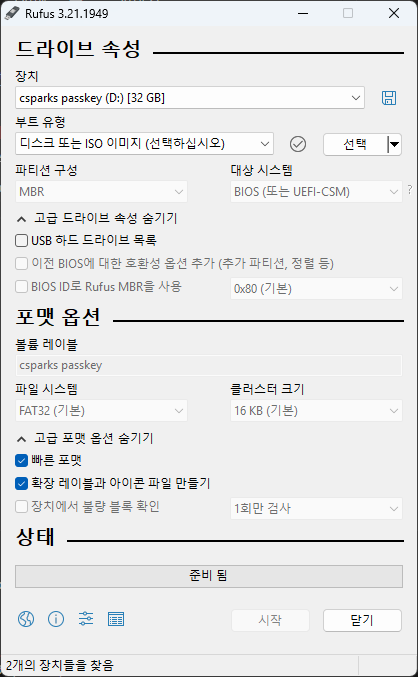 Rufus 3.21.1949
드라이브 속성
장치
csparks passkey (D:) [32 GB]
부트 유형
디스크 또는 ISO 이미지 (선택하십시오)
선택
파티션 구성
대상 시스템
MBR
BIOS (또는 UEFI-CSM)
?
고급 드라이브 속성 숨기기
USB 하드 드라이브 목록
이전 BIOS에 대한 호환성 옵션 추가 (추가 파티션, 정렬 등)
BIOS ID로 Rufus MBR을 사용
0x80 (기본)
포맷 옵션
볼륨 레이블
csparks passkey
파일 시스템
클러스터 크기
FAT32 (기본)
16 KB (기본)
고급 포맷 옵션 숨기기
빠른 포맷
확장 레이블과 아이콘 파일 만들기
장치에서 불량 블록 확인
1회만 검사
상태
준비 됨
시작
닫기
2개의 장치들을 찾음